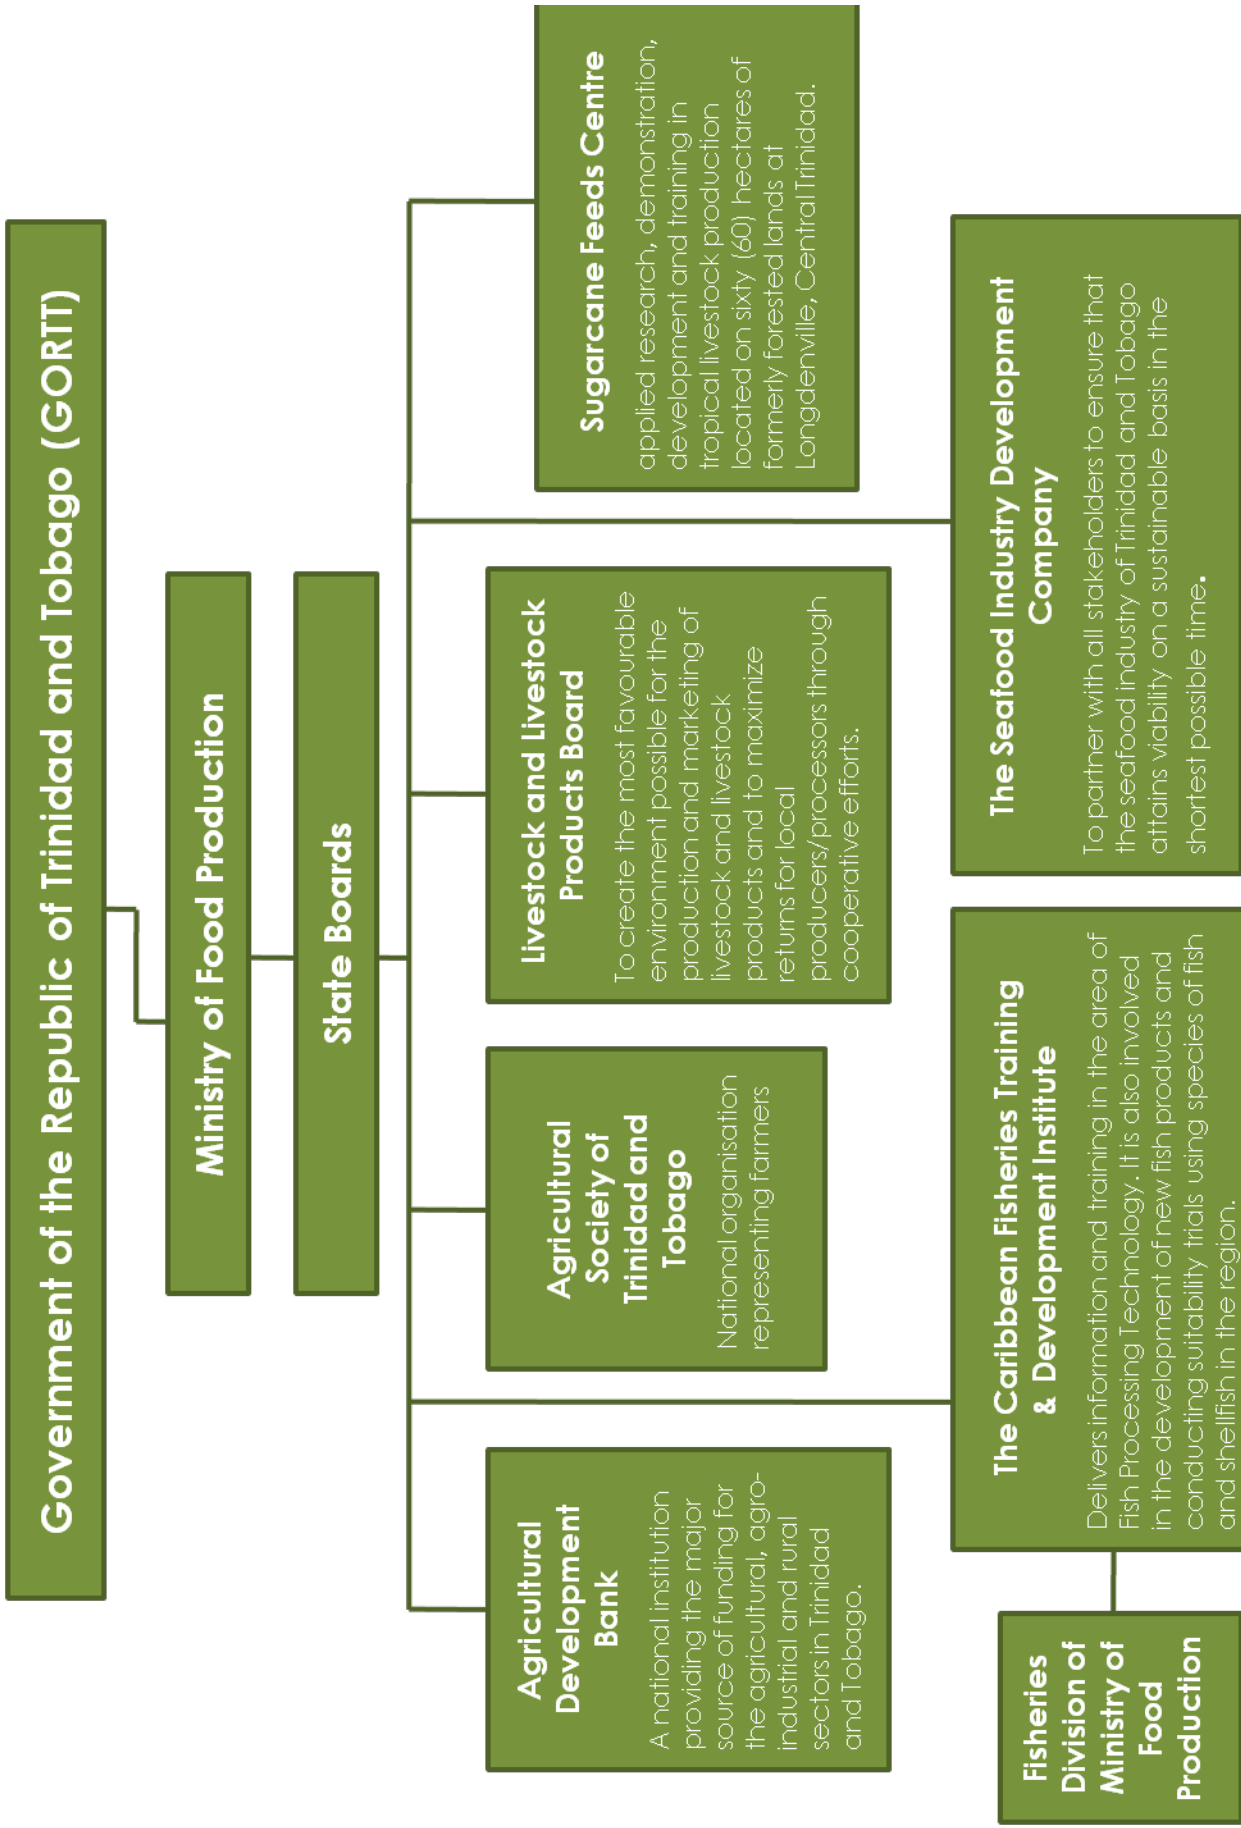 Government of the Republic of Trinidad and Tobago (GORTT)
Ministry of Food Production
State Boards
Agricultural
Development
Bank
A national institution
providing the major
source of funding for
the agricultural, agro-
industrial and rural
sectors in Trinidad
and Tobago.
Agricultural
Society of
Trinidad and
Tobago
National organisation
representing farmers
Livestock and Livestock
Products Board
To create the most favourable
environment possible for the
production and marketing of
livestock and livestock
products and to maximize
returns for local
producers/processors through
cooperative efforts.
Sugarcane Feeds Centre
applied research, demonstration,
development and training in
tropical livestock production
located on sixty (60) hectares of
formerly forested lands at
Longdenville, Central Trinidad.
Fisheries
Division of
Ministry of
Food
Production
The Caribbean Fisheries Training
& Development Institute
Delivers information and training in the area of
Fish Processing Technology. It is also involved
in the development of new fish products and
conducting suitability trials using species of fish
and shellfish in the region.
The Seafood Industry Development
Company
To partner with all stakeholders to ensure that
the seafood industry of Trinidad and Tobago
attains viability on a sustainable basis in the
shortest possible time.